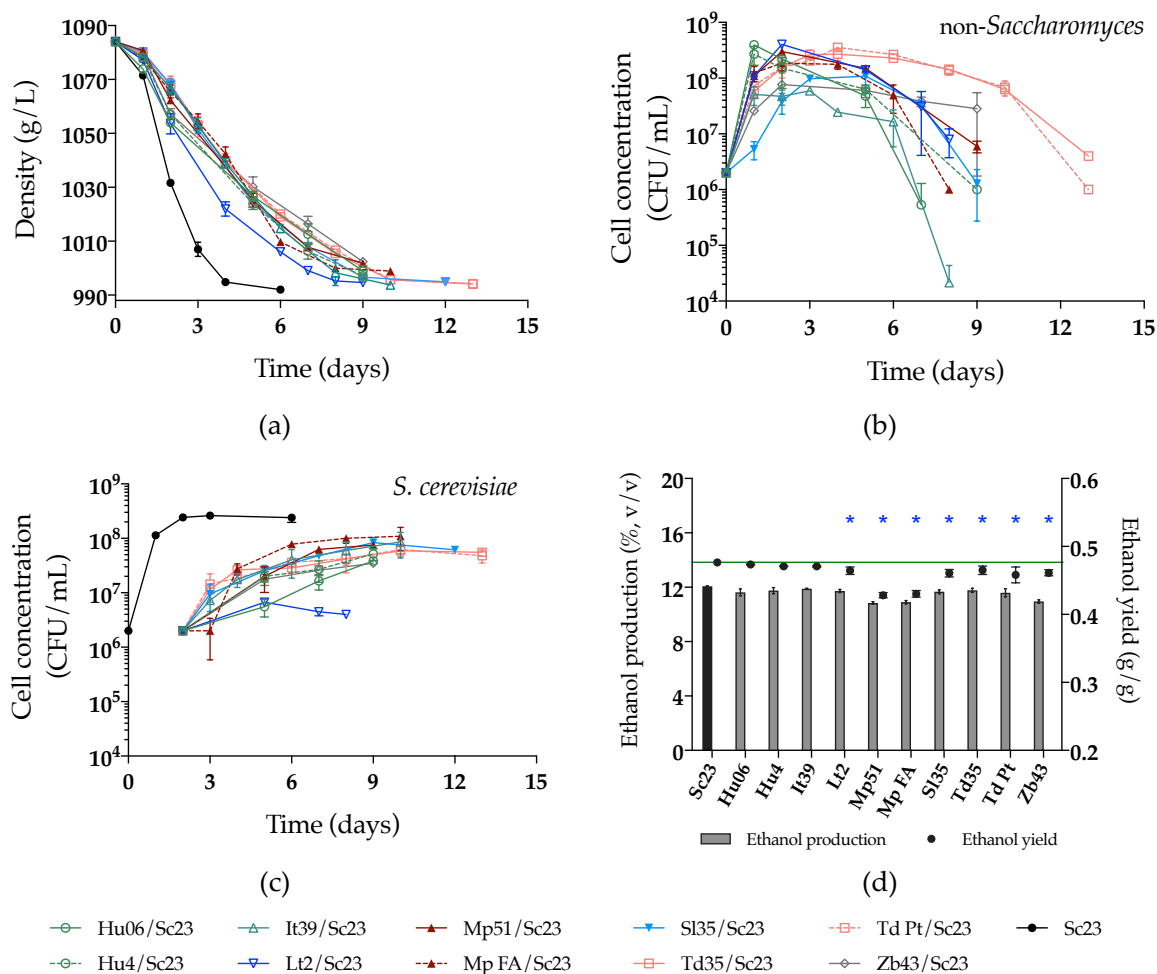 1090
1070
1050
1030
1010
990
Density (g/L)
0 3 6 9 12 15
Time (days)
(a)
non-Saccharomyces
10⁹
10⁸
10⁷
10⁶
10⁵
10⁴
Cell concentration
(CFU/mL)
0 3 6 9 12 15
Time (days)
(b)
S. cerevisiae
10⁹
10⁸
10⁷
10⁶
10⁵
10⁴
Cell concentration
(CFU/mL)
0 3 6 9 12 15
Time (days)
(c)
20
16
12
8
4
0
Ethanol production (%, v/v)
* * * * * * *
0.6
0.5
0.4
0.3
0.2
Ethanol yield
(g/g)
Sc23 Hu06 Hu4 It39 Lt2 Mp51 Mp FA Sl35 Td35 Td Pt Zb43
Ethanol production Ethanol yield
(d)
Hu06/Sc23 It39/Sc23 Mp51/Sc23 Sl35/Sc23 Td Pt/Sc23 Sc23
Hu4/Sc23 Lt2/Sc23 Mp FA/Sc23 Td35/Sc23 Zb43/Sc23